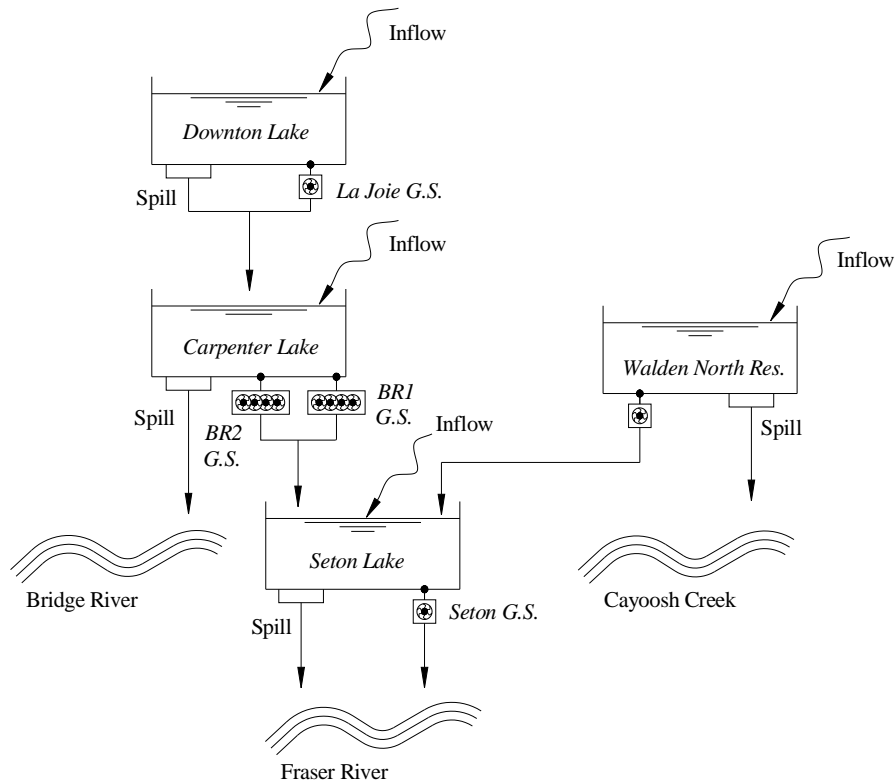 Inflow
Downton Lake
Spill
La Joie G.S.
Inflow
Inflow
Carpenter Lake
Walden North Res.
Spill
BR2
G.S.
BR1
G.S.
Inflow
Spill
Seton Lake
Bridge River
Cayoosh Creek
Spill
Seton G.S.
Fraser River